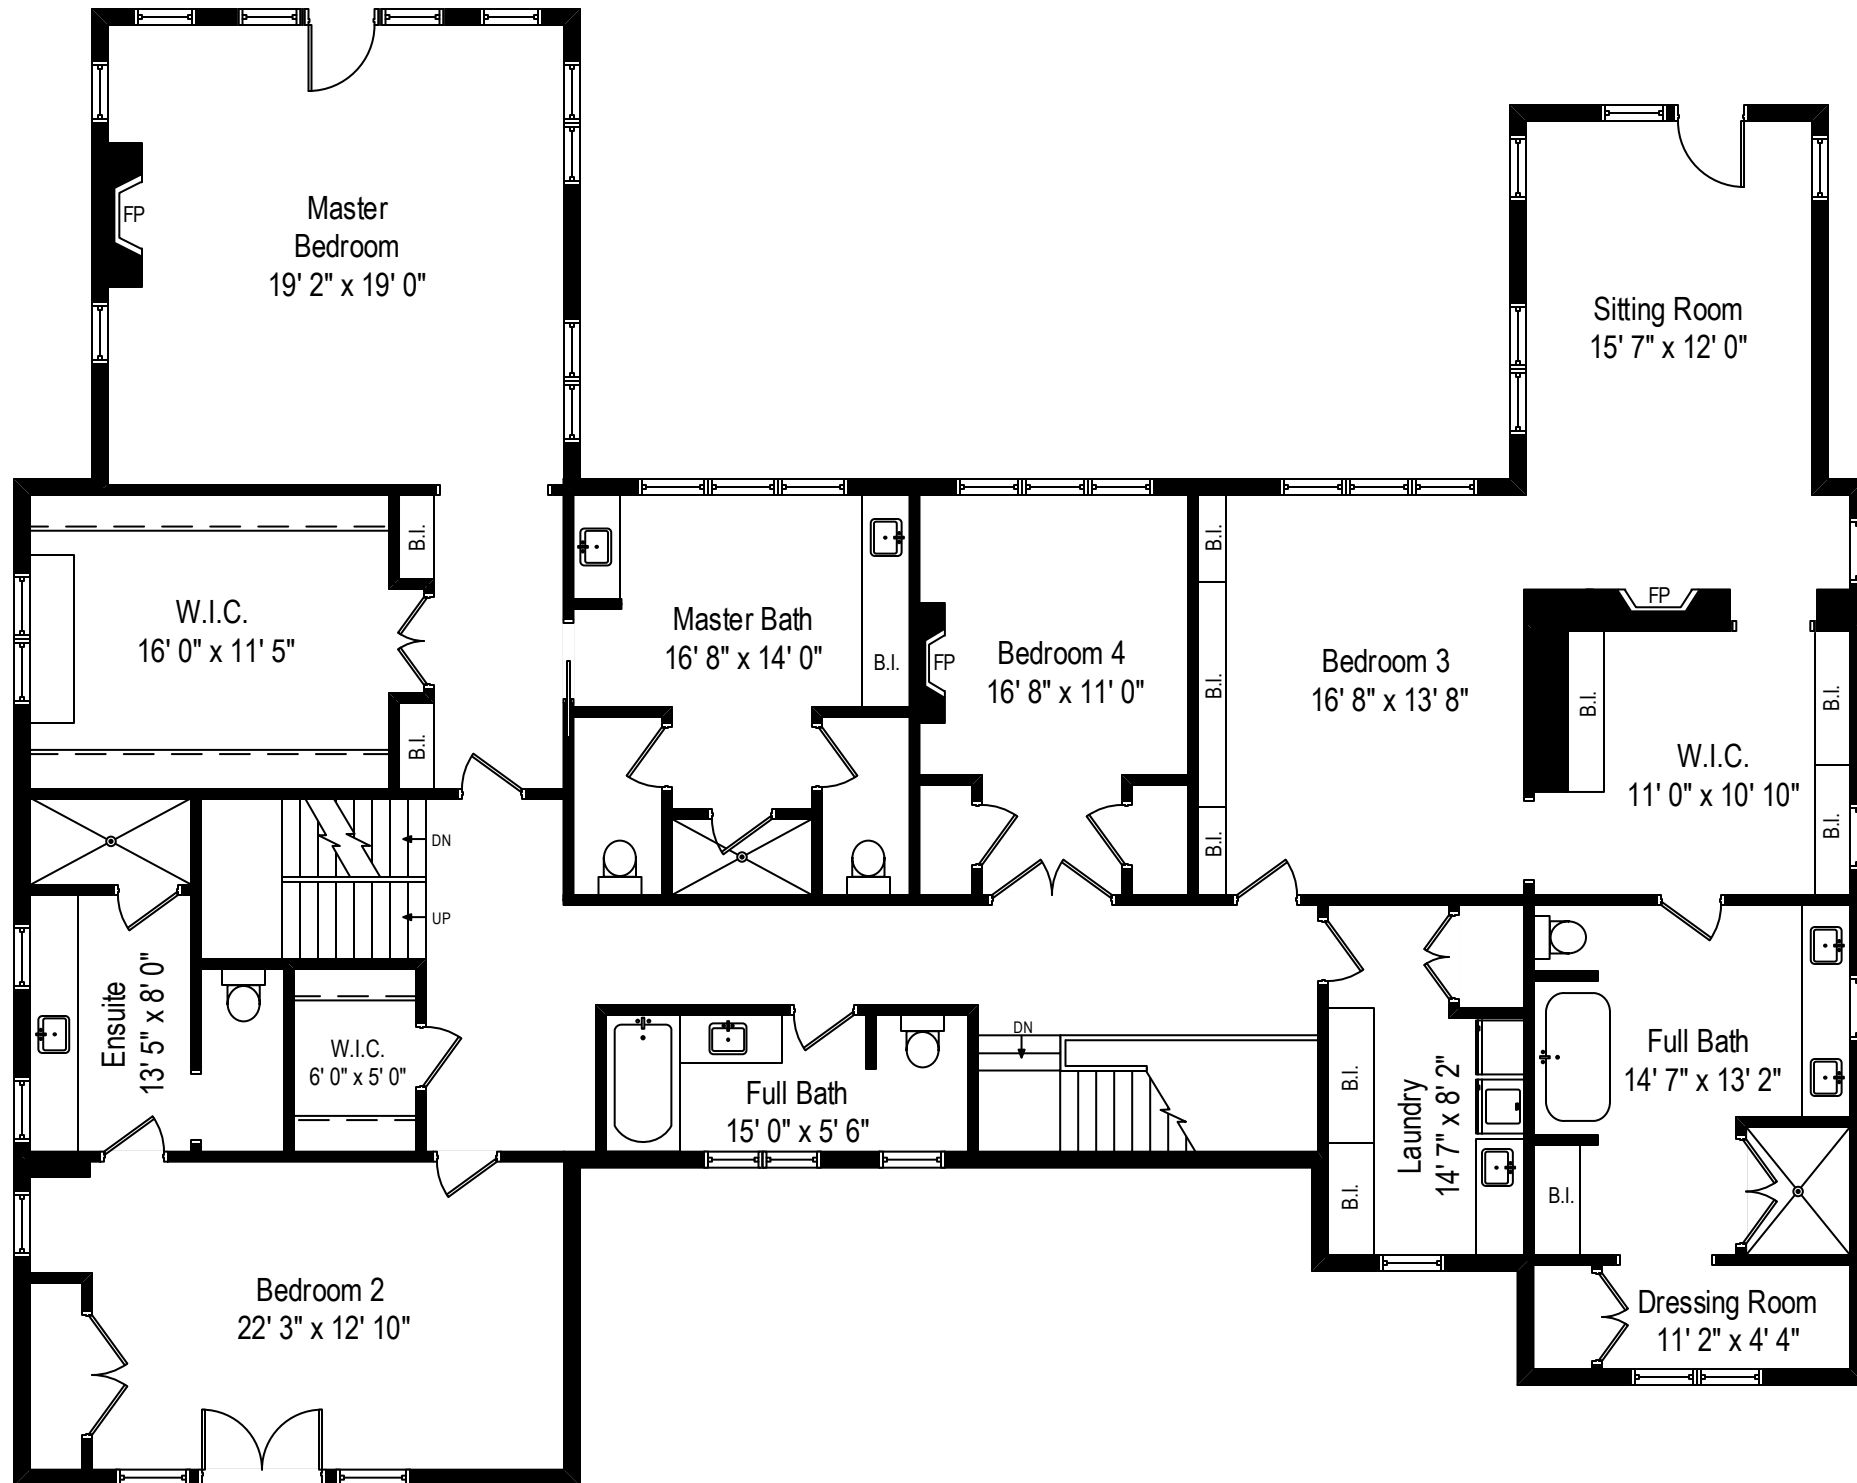 Master
Bedroom
19' 2" x 19' 0"
FP
Sitting Room
15' 7" x 12' 0"
W.I.C.
16' 0" x 11' 5"
B.I.
B.I.
Master Bath
16' 8" x 14' 0"
B.I.
FP
Bedroom 4
16' 8" x 11' 0"
B.I.
B.I.
B.I.
Bedroom 3
16' 8" x 13' 8"
FP
B.I.
W.I.C.
11' 0" x 10' 10"
B.I.
B.I.
DN
UP
Ensuite
13' 5" x 8' 0"
W.I.C.
6' 0" x 5' 0"
Full Bath
15' 0" x 5' 6"
DN
B.I.
B.I.
Laundry
14' 7" x 8' 2"
Full Bath
14' 7" x 13' 2"
B.I.
Bedroom 2
22' 3" x 12' 10"
Dressing Room
11' 2" x 4' 4"